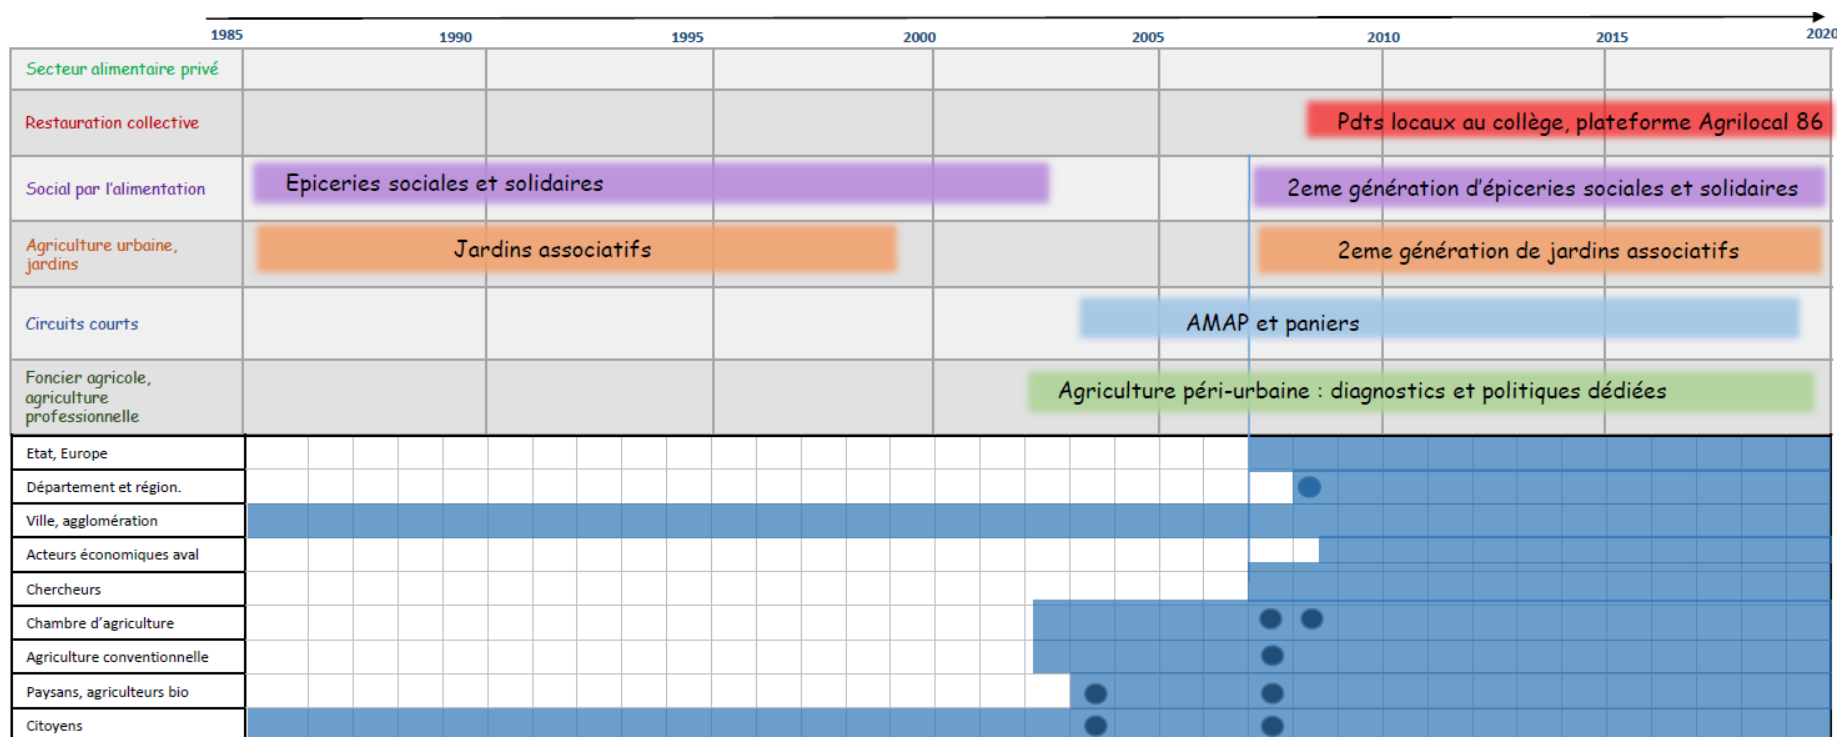 1985 1990 1995 2000 2005 2010 2015 2020
Secteur alimentaire privé
Restauration collective
Pdts locaux au collège, plateforme Agrilocal 86
Social par l'alimentation
Epiceries sociales et solidaires
2eme génération d'épiceries sociales et solidaires
Agriculture urbaine,
jardins
Jardins associatifs
2eme génération de jardins associatifs
Circuits courts
AMAP et paniers
Foncier agricole,
agriculture
professionnelle
Agriculture péri-urbaine : diagnostics et politiques dédiées
Etat, Europe
Département et région.
Ville, agglomération
Acteurs économiques aval
Chercheurs
Chambre d'agriculture
Agriculture conventionnelle
Paysans, agriculteurs bio
Citoyens